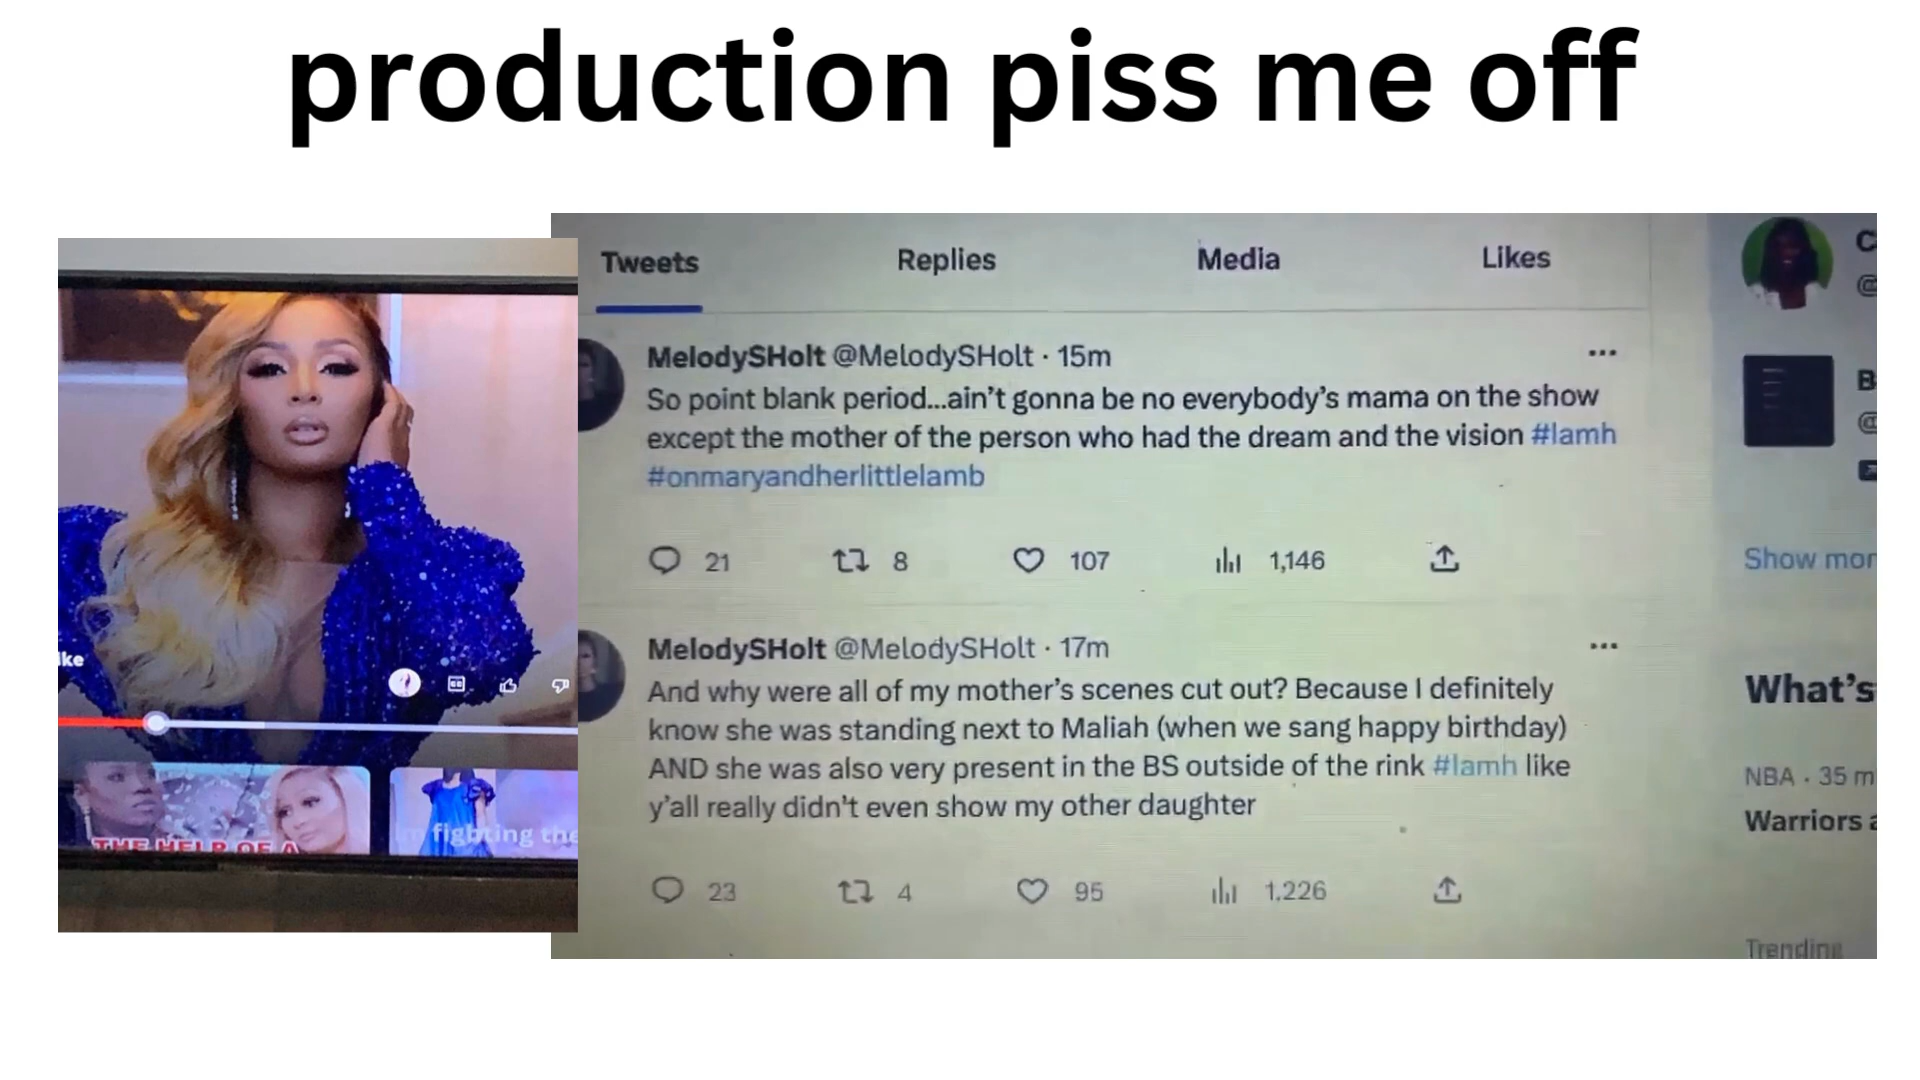 production piss me off
Tweets
Replies
Media
Likes
MelodySHolt @MelodySHolt · 15m
So point blank period...ain't gonna be no everybody's mama on the show
except the mother of the person who had the dream and the vision #lamh
#onmaryandherlittlelamb
21
8
107
1,146
MelodySHolt @MelodySHolt · 17m
And why were all of my mother's scenes cut out? Because I definitely
know she was standing next to Maliah (when we sang happy birthday)
AND she was also very present in the BS outside of the rink #lamh like
y'all really didn't even show my other daughter
23
4
95
1,226
C
@
B
@
Show mor
What's
NBA · 35 m
Warriors a
Trending
ike
CC
THE HELP OF A
fighting the